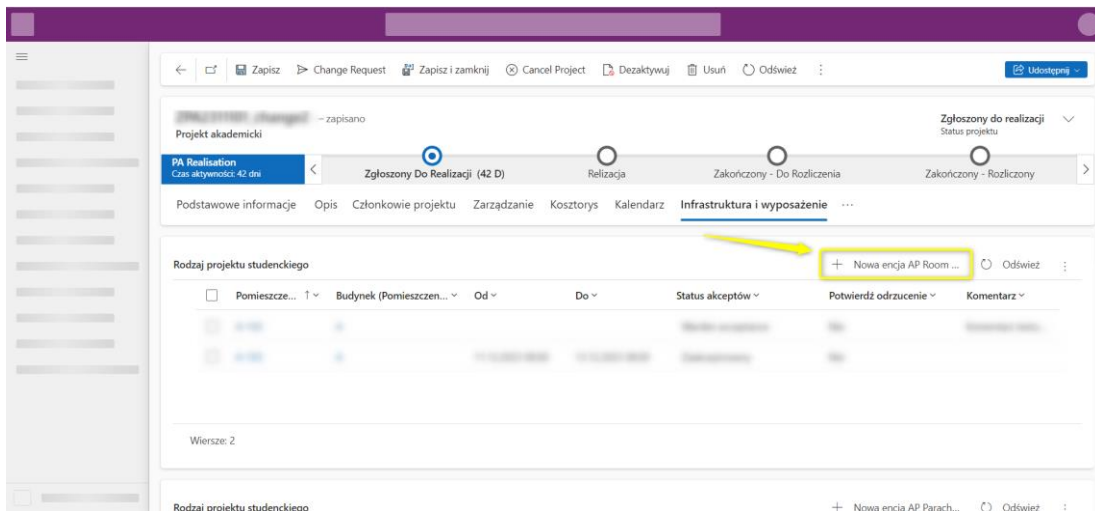 Zapisz Change Request Zapisz i zamknij Cancel Project Dezaktywuj Usuń Odśwież Udostępnij
– zapisano Zgłoszony do realizacji
Projekt akademicki Status projektu
PA Realisation
Czas aktywności: 42 dni Zgłoszony Do Realizacji (42 D) Relizacja Zakończony - Do Rozliczenia Zakończony - Rozliczony
Podstawowe informacje Opis Członkowie projektu Zarządzanie Kosztorys Kalendarz Infrastruktura i wyposażenie ...
Rodzaj projektu studenckiego + Nowa encja AP Room ... Odśwież
Pomieszcze... Budynek (Pomieszczen... Od Do Status akceptów Potwierdź odrzucenie Komentarz
Wiersze: 2
Rodzaj projektu studenckiego + Nowa encja AP Parach... Odśwież